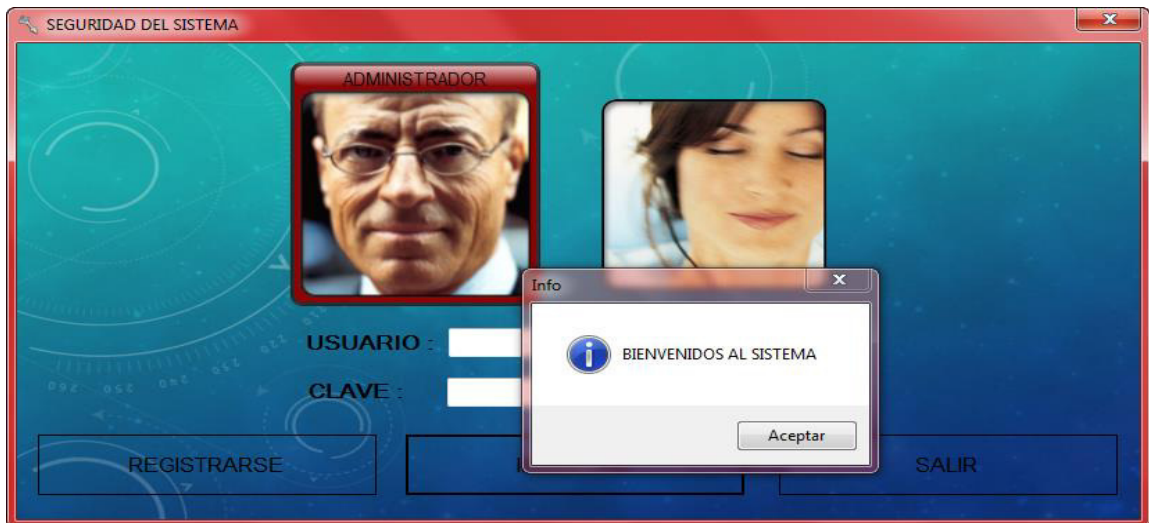 SEGURIDAD DEL SISTEMA
ADMINISTRADOR
Info
BIENVENIDOS AL SISTEMA
USUARIO :
CLAVE :
Aceptar
REGISTRARSE
SALIR